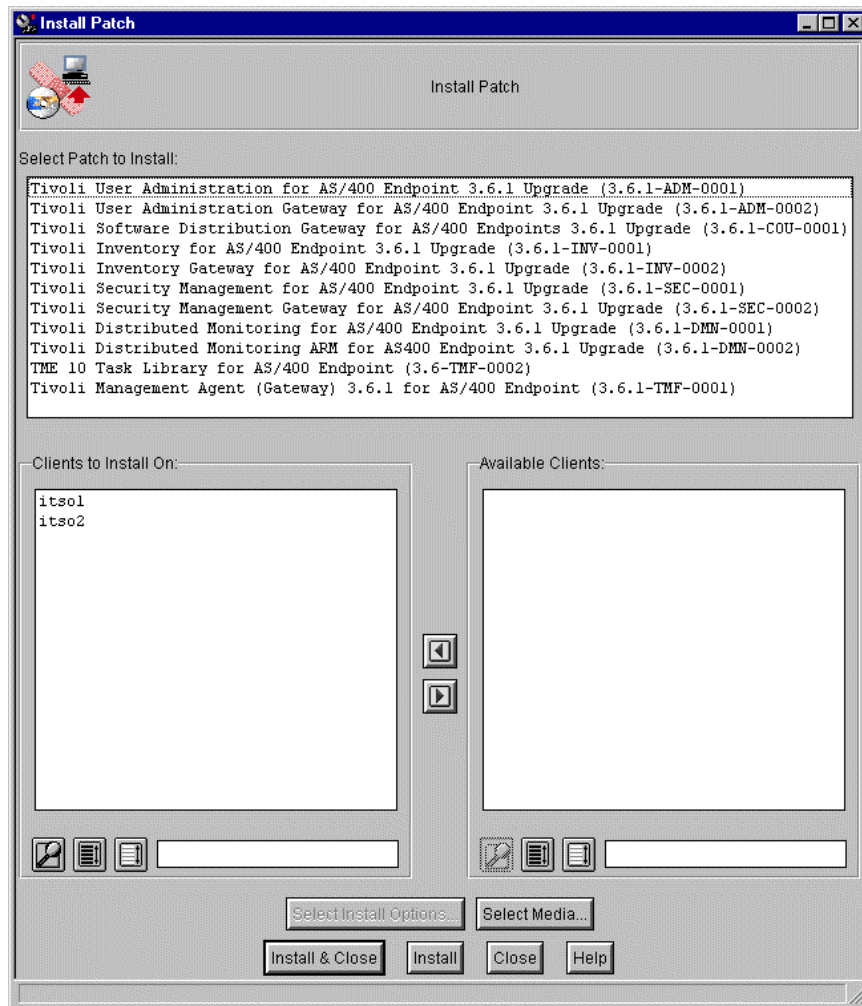 Install Patch
Install Patch
Select Patch to Install:
Tivoli User Administration for AS/400 Endpoint 3.6.1 Upgrade (3.6.1-ADM-0001)
Tivoli User Administration Gateway for AS/400 Endpoint 3.6.1 Upgrade (3.6.1-ADM-0002)
Tivoli Software Distribution Gateway for AS/400 Endpoints 3.6.1 Upgrade (3.6.1-COU-0001)
Tivoli Inventory for AS/400 Endpoint 3.6.1 Upgrade (3.6.1-INV-0001)
Tivoli Inventory Gateway for AS/400 Endpoint 3.6.1 Upgrade (3.6.1-INV-0002)
Tivoli Security Management for AS/400 Endpoint 3.6.1 Upgrade (3.6.1-SEC-0001)
Tivoli Security Management Gateway for AS/400 Endpoint 3.6.1 Upgrade (3.6.1-SEC-0002)
Tivoli Distributed Monitoring for AS/400 Endpoint 3.6.1 Upgrade (3.6.1-DMN-0001)
Tivoli Distributed Monitoring ARM for AS400 Endpoint 3.6.1 Upgrade (3.6.1-DMN-0002)
TME 10 Task Library for AS/400 Endpoint (3.6-TMF-0002)
Tivoli Management Agent (Gateway) 3.6.1 for AS/400 Endpoint (3.6.1-TMF-0001)
Clients to Install On:
itso1
itso2
Available Clients:
Select Install Options...
Select Media...
Install & Close
Install
Close
Help